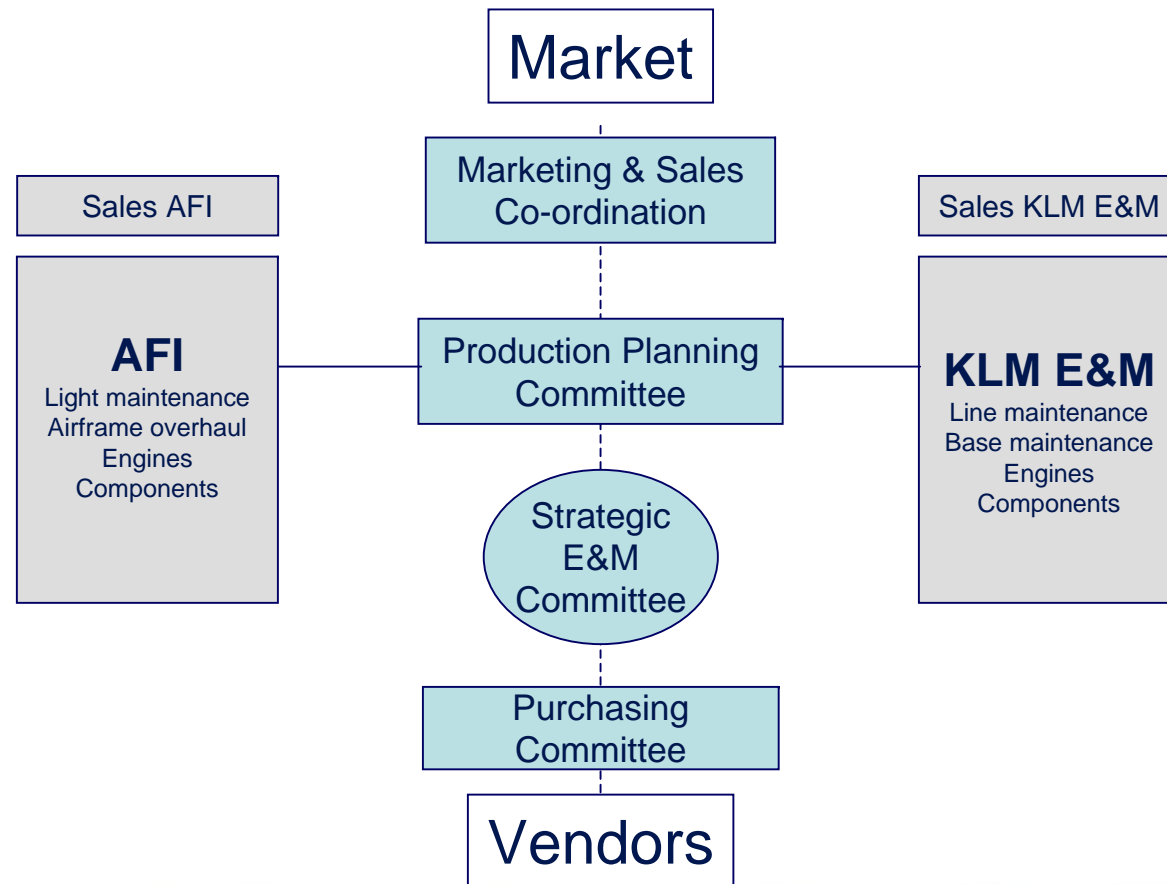 Market
Marketing & Sales
Co-ordination
Sales AFI
Sales KLM E&M
AFI
Light maintenance
Airframe overhaul
Engines
Components
Production Planning
Committee
KLM E&M
Line maintenance
Base maintenance
Engines
Components
Strategic
E&M
Committee
Purchasing
Committee
Vendors